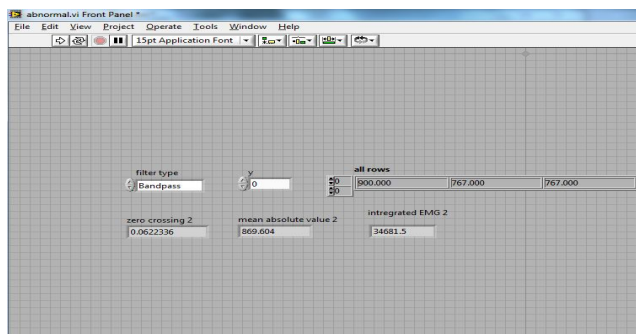 abnormal.vi Front Panel *
File Edit View Project Operate Tools Window Help
15pt Application Font
filter type
Bandpass
y
0
all rows
0
0
900.000 767.000 767.000
zero crossing 2
0.0622336
mean absolute value 2
869.604
intregrated EMG 2
34681.5